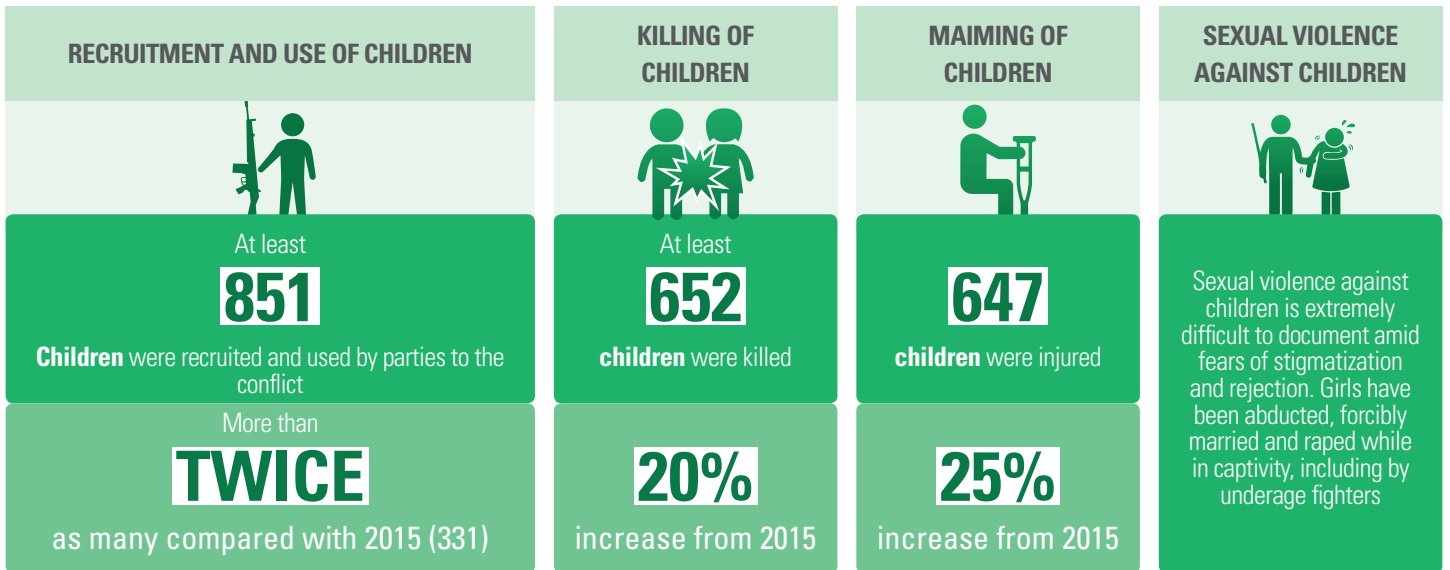 RECRUITMENT AND USE OF CHILDREN
At least
851
Children were recruited and used by parties to the
conflict
More than
TWICE
as many compared with 2015 (331)
KILLING OF
CHILDREN
At least
652
children were killed
20%
increase from 2015
MAIMING OF
CHILDREN
647
children were injured
25%
increase from 2015
SEXUAL VIOLENCE
AGAINST CHILDREN
Sexual violence against
children is extremely
difficult to document amid
fears of stigmatization
and rejection. Girls have
been abducted, forcibly
married and raped while
in captivity, including by
underage fighters